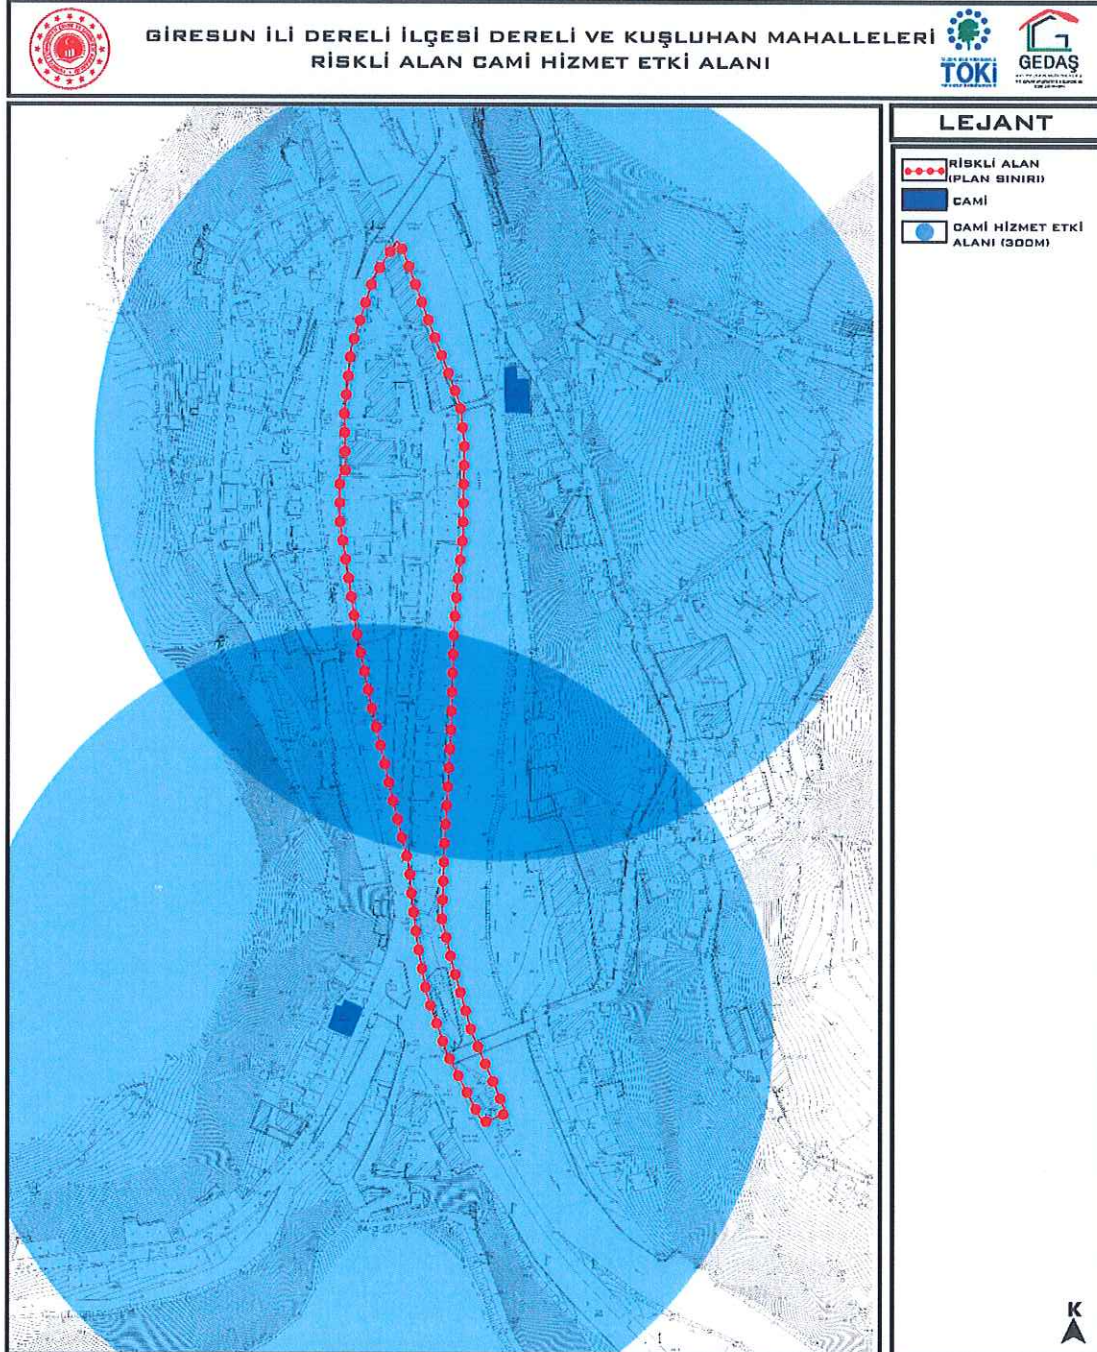 GİRESUN İLİ DERELİ İLÇESİ DERELİ VE KUŞLUHAN MAHALLELERİ
RİSKLİ ALAN CAMİ HİZMET ETKİ ALANI
TOKİ
GEDAŞ
LEJANT
RİSKLİ ALAN
(PLAN SINIRI)
CAMİ
CAMİ HİZMET ETKİ
ALANI (300M)
K